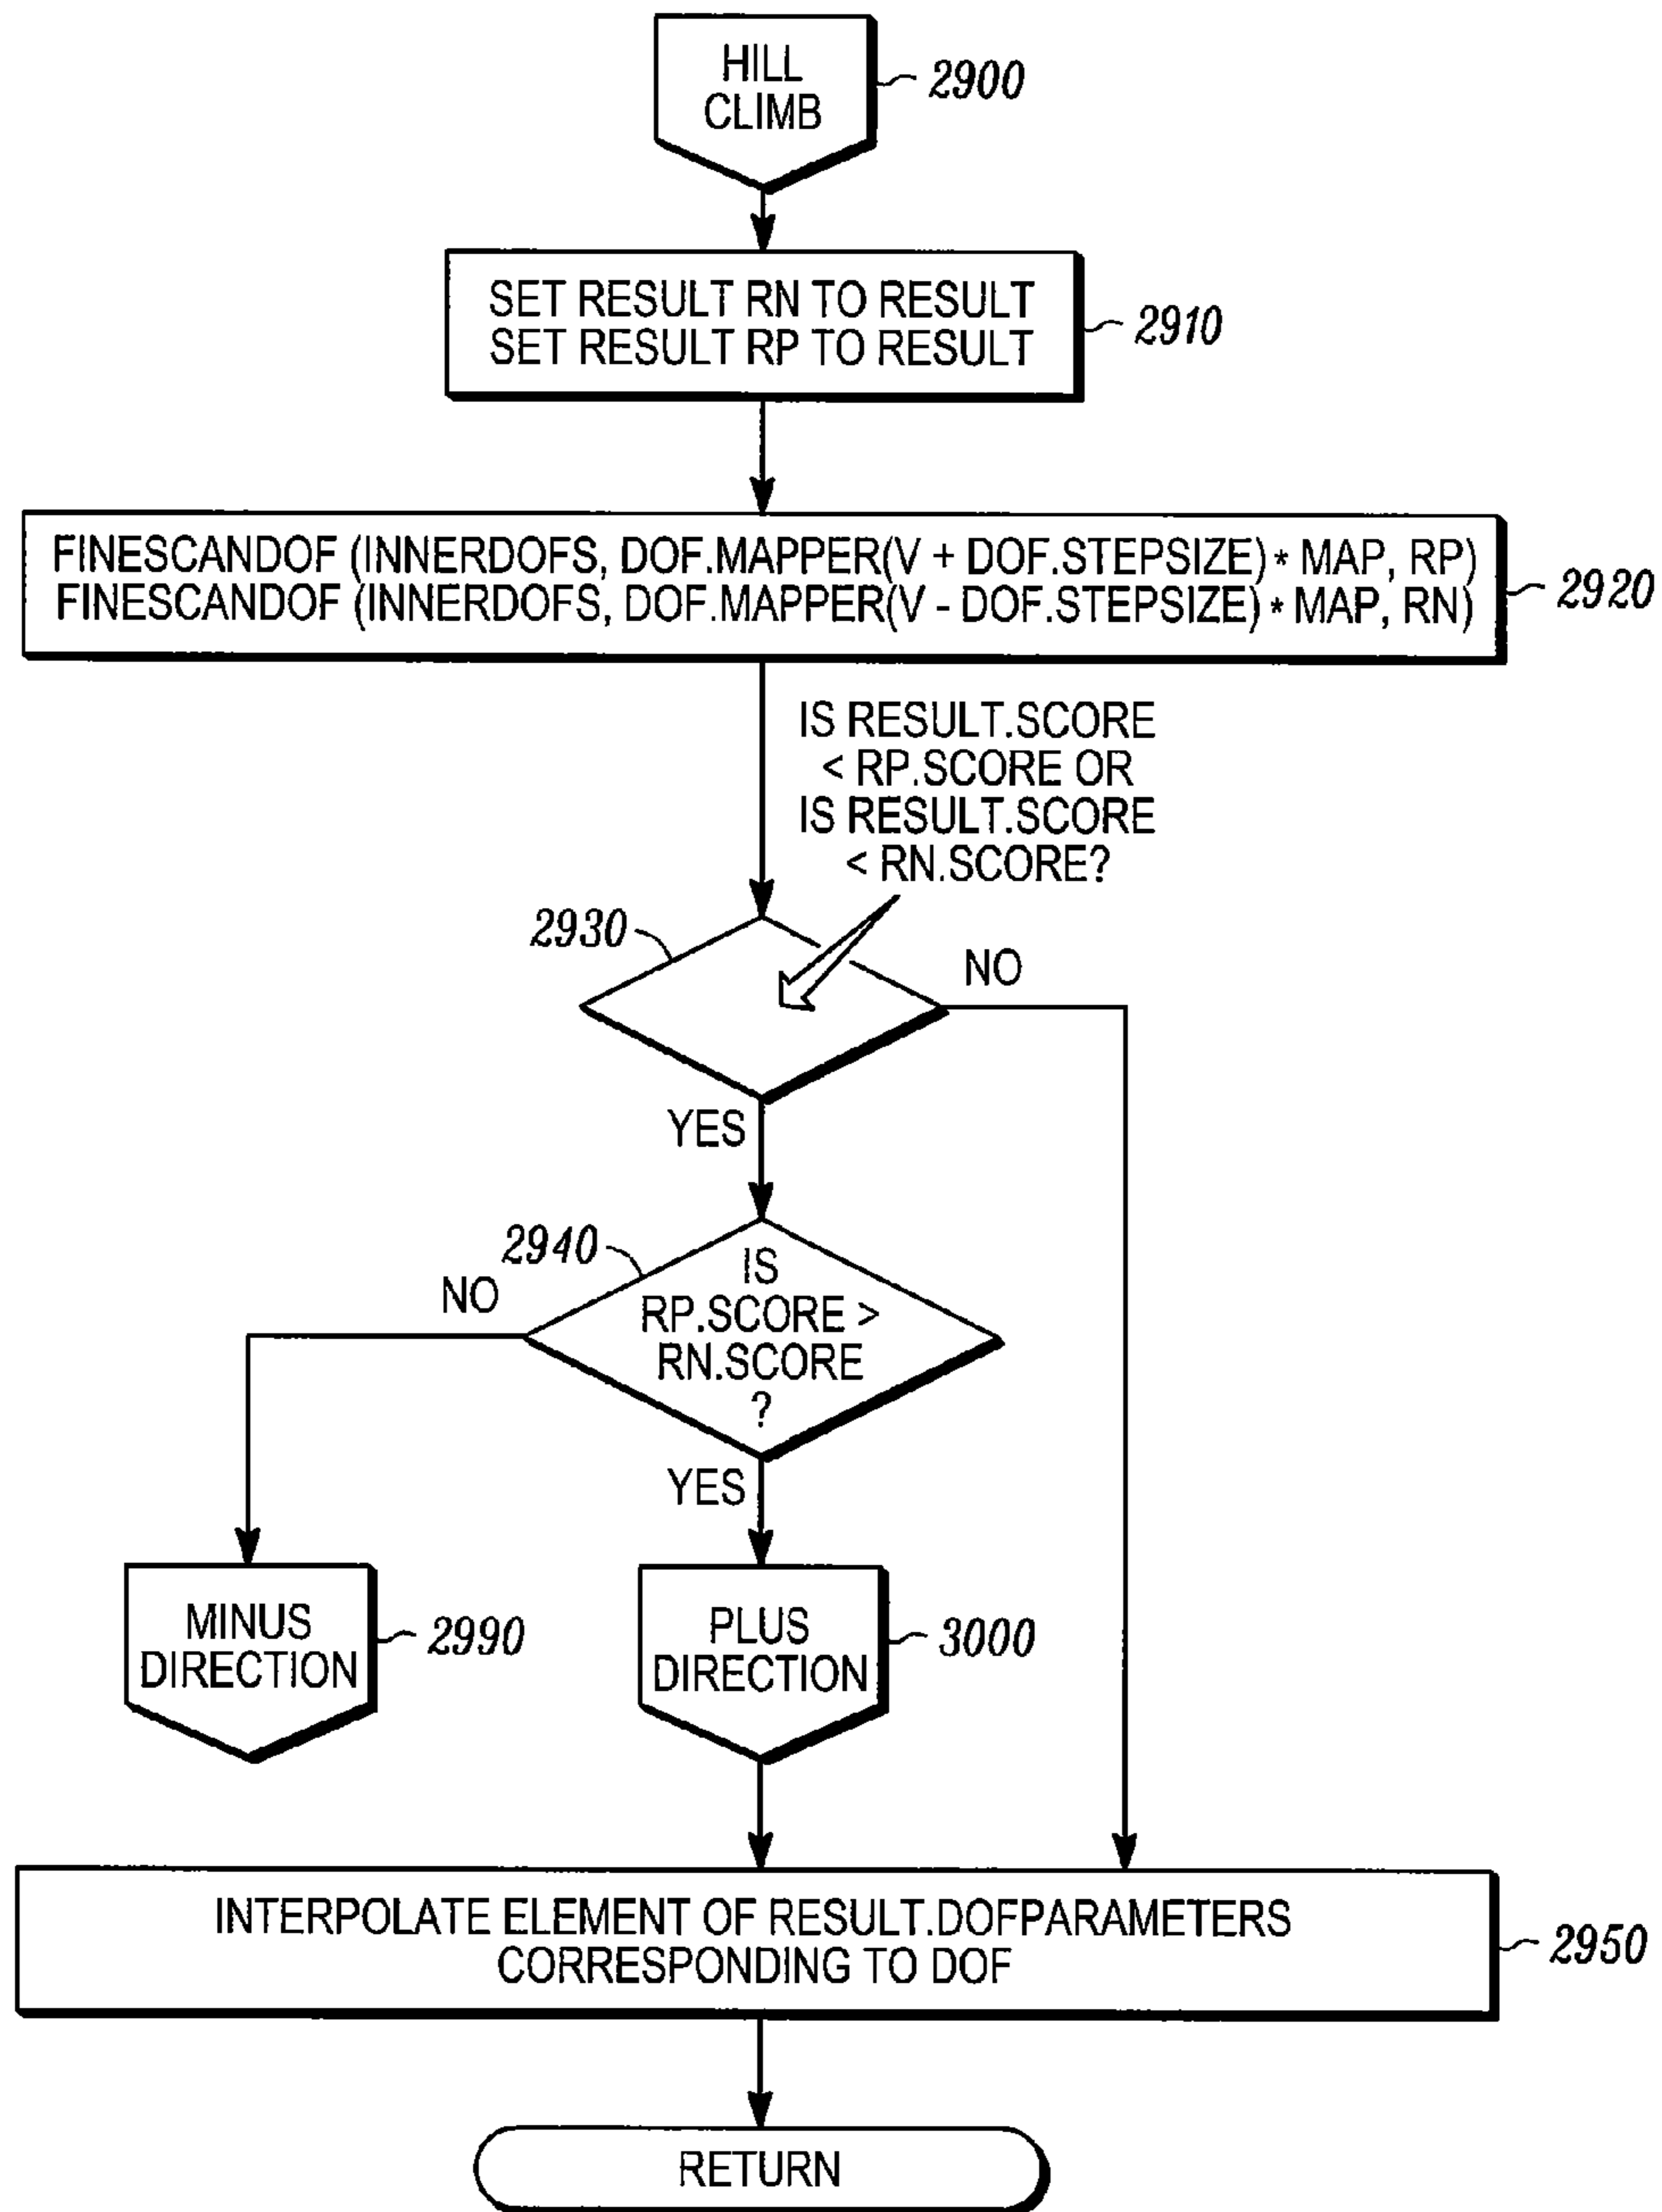 HILL
CLIMB
2900
SET RESULT RN TO RESULT
SET RESULT RP TO RESULT
2910
FINESCANDOF (INNERDOFS, DOF.MAPPER(V + DOF.STEPSIZE) * MAP, RP)
FINESCANDOF (INNERDOFS, DOF.MAPPER(V - DOF.STEPSIZE) * MAP, RN)
2920
IS RESULT.SCORE
< RP.SCORE OR
IS RESULT.SCORE
< RN.SCORE?
2930
NO
YES
2940
IS
RP.SCORE >
RN.SCORE
?
NO
YES
MINUS
DIRECTION
2990
PLUS
DIRECTION
3000
INTERPOLATE ELEMENT OF RESULT.DOFPARAMETERS
CORRESPONDING TO DOF
2950
RETURN